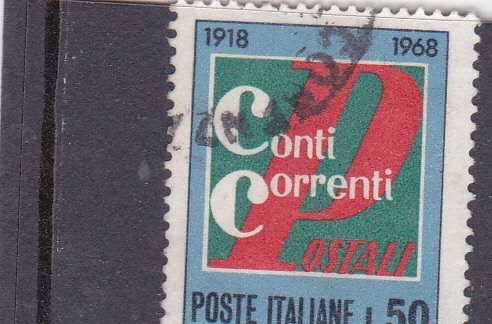 1918 1968
Conti
Correnti
POSTALI
POSTE ITALIANE L.50